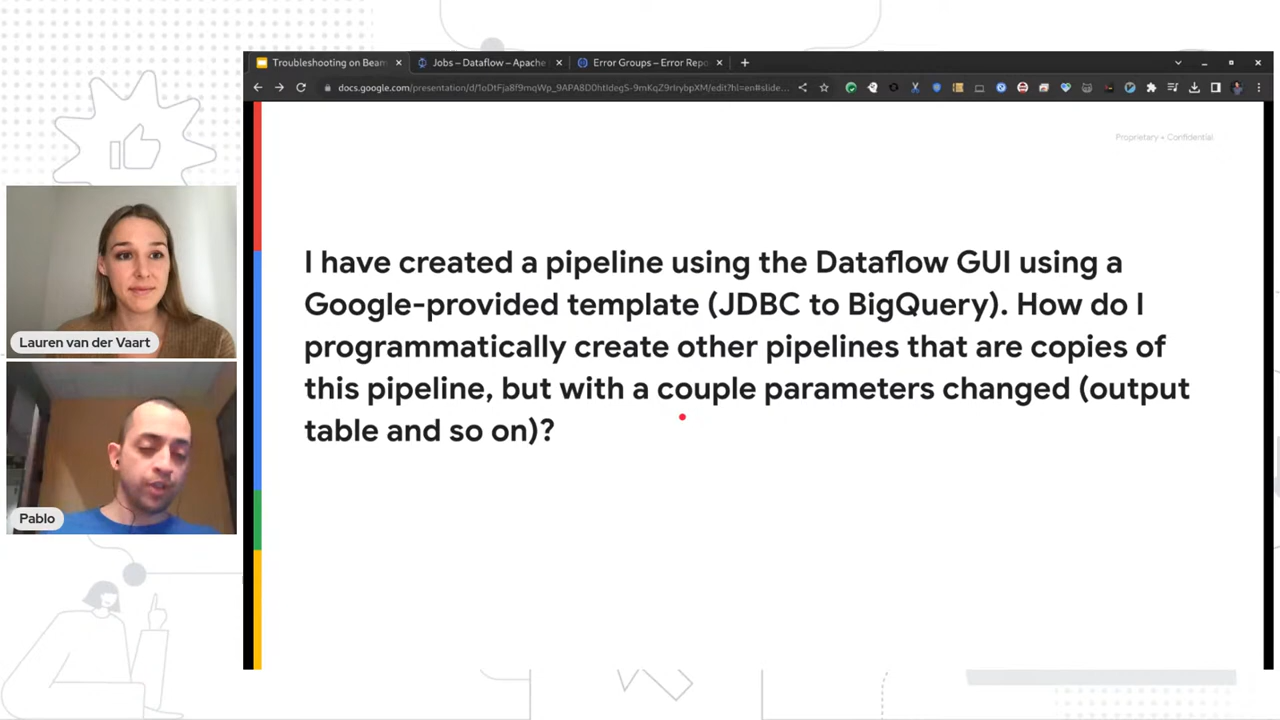 Troubleshooting on Beam
Jobs – Dataflow – Apache
Error Groups – Error Repo
Proprietary + Confidential
I have created a pipeline using the Dataflow GUI using a
Google-provided template (JDBC to BigQuery). How do I
programmatically create other pipelines that are copies of
this pipeline, but with a couple parameters changed (output
table and so on)?
Lauren van der Vaart
Pablo